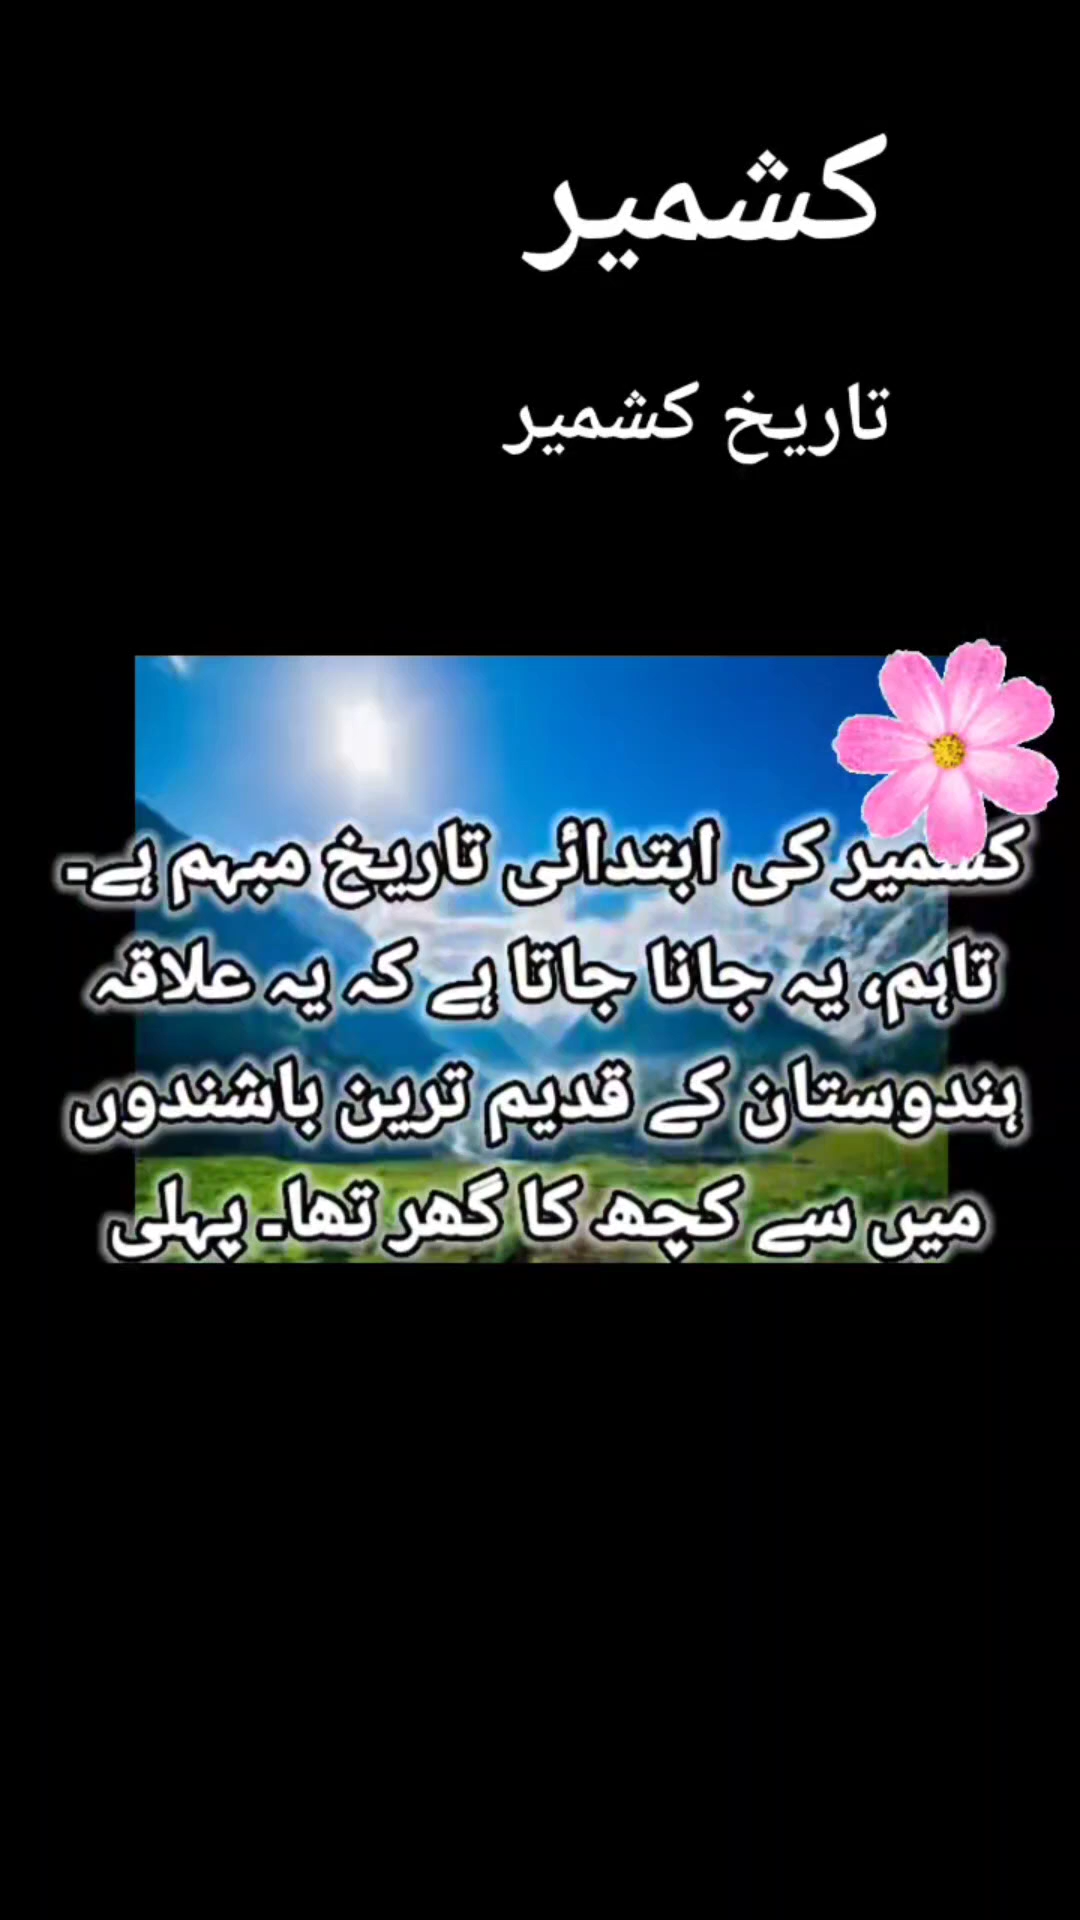 کشمیر
تاریخ کشمیر
کشمیر کی ابتدائی تاریخ مبہم ہے۔
تاہم، یہ جانا جاتا ہے کہ یہ علاقہ
ہندوستان کے قدیم ترین باشندوں
میں سے کچھ کا گھر تھا۔ پہلی